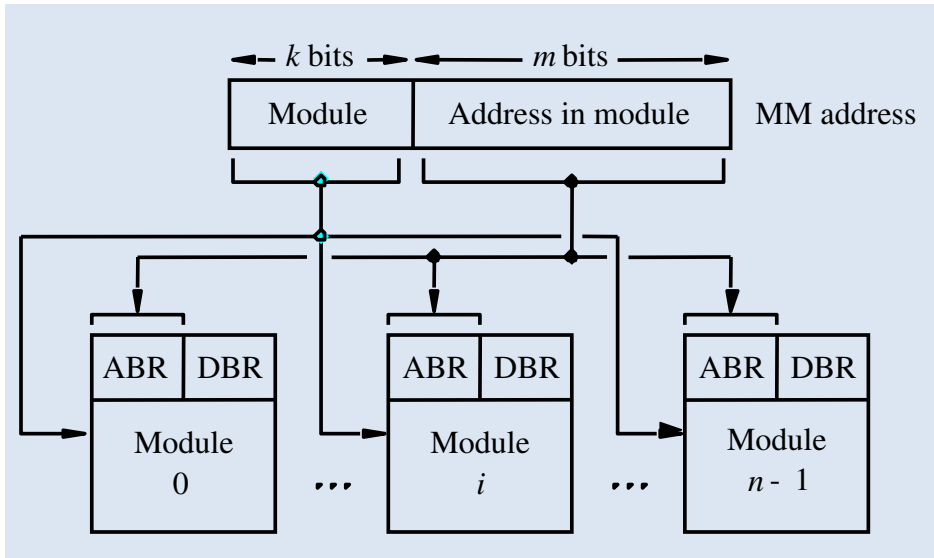 k bits m bits
Module Address in module MM address
ABR DBR ABR DBR ABR DBR
Module Module Module
0 ... i ... n - 1